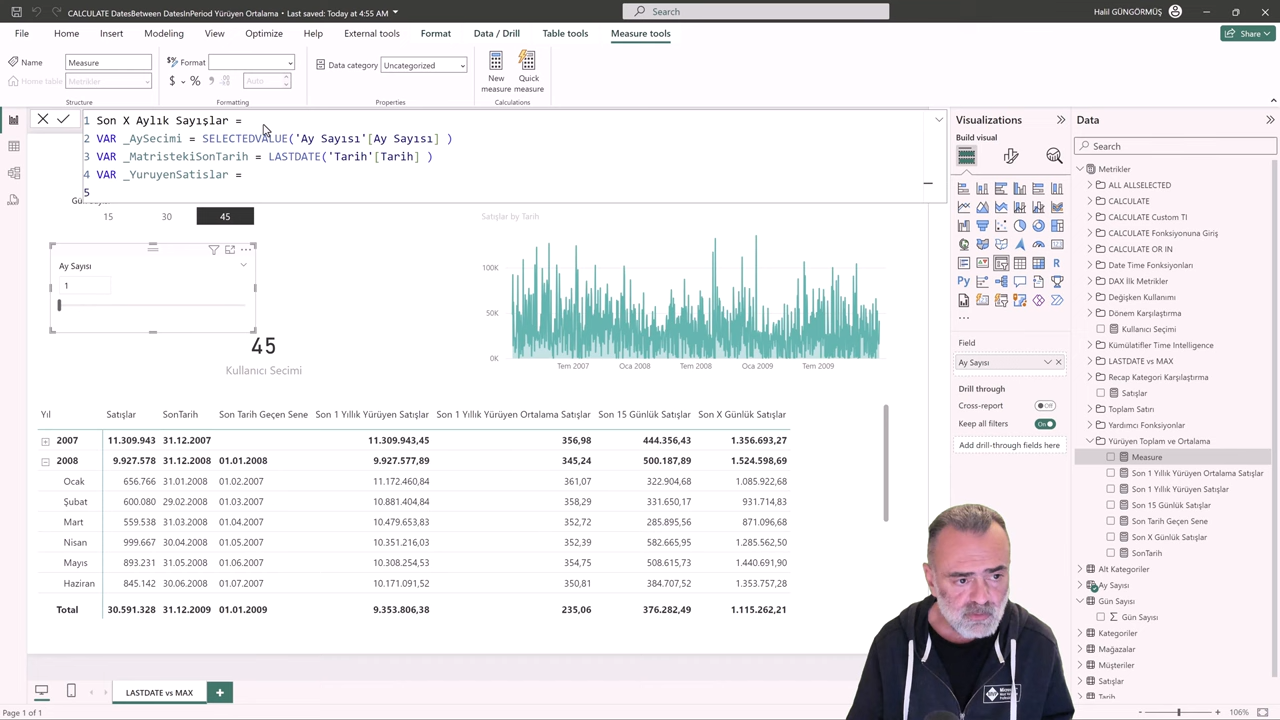 CALCULATE DatesBetween DatesInPeriod Yürüyen Ortalama • Last saved: Today at 4:55 AM
Search
Halil GÜNGÖRMÜŞ
File Home Insert Modeling View Optimize Help External tools Format Data / Drill Table tools Measure tools
Share
Name Measure
Home table Metrikler
Structure
Format
$ % Auto
Formatting
Data category Uncategorized
Properties
New measure
Quick measure
Calculations
1 Son X Aylık Sayışlar =
2 VAR _AySecimi = SELECTEDVALUE('Ay Sayısı'[Ay Sayısı] )
3 VAR _MatristekiSonTarih = LASTDATE('Tarih'[Tarih] )
4 VAR _YuruyenSatislar =
5
15 30 45
Ay Sayısı
1
45
Kullanıcı Secimi
Satışlar by Tarih
100K
50K
0K
Tem 2007 Oca 2008 Tem 2008 Oca 2009 Tem 2009
Yıl Satışlar SonTarih Son Tarih Geçen Sene Son 1 Yıllık Yürüyen Satışlar Son 1 Yıllık Yürüyen Ortalama Satışlar Son 15 Günlük Satışlar Son X Günlük Satışlar
2007 11.309.943 31.12.2007 11.309.943,45 356,98 444.356,43 1.356.693,27
2008 9.927.578 31.12.2008 01.01.2008 9.927.577,89 345,24 500.187,89 1.524.598,69
Ocak 656.766 31.01.2008 01.02.2007 11.172.460,84 361,07 322.904,68 1.085.922,68
Şubat 600.080 29.02.2008 01.03.2007 10.881.404,84 358,29 331.650,17 931.714,83
Mart 559.538 31.03.2008 01.04.2007 10.479.653,83 352,72 285.895,56 871.096,68
Nisan 999.667 30.04.2008 01.05.2007 10.351.216,03 352,39 582.665,95 1.285.562,50
Mayıs 893.231 31.05.2008 01.06.2007 10.308.254,53 354,75 508.615,73 1.440.691,90
Haziran 845.142 30.06.2008 01.07.2007 10.171.091,52 350,81 384.707,52 1.353.757,28
Total 30.591.328 31.12.2009 01.01.2009 9.353.806,38 235,06 376.282,49 1.115.262,21
LASTDATE vs MAX
Page 1 of 1
106%
Visualizations
Build visual
Field
Ay Sayısı
Drill through
Cross-report Off
Keep all filters On
Add drill-through fields here
Data
Search
Metrikler
ALL ALLSELECTED
CALCULATE
CALCULATE Custom TI
CALCULATE Fonksiyonuna Giriş
CALCULATE OR IN
Date Time Fonksiyonları
DAX İlk Metrikler
Değişken Kullanımı
Dönem Karşılaştırma
Kullanıcı Seçimi
Kümülatifler Time Intelligence
LASTDATE vs MAX
Recap Kategori Karşılaştırma
Satışlar
Toplam Satırı
Yardımcı Fonksiyonlar
Yürüyen Toplam ve Ortalama
Measure
Son 1 Yıllık Yürüyen Ortalama Satışlar
Son 1 Yıllık Yürüyen Satışlar
Son 15 Günlük Satışlar
Son Tarih Geçen Sene
Son X Günlük Satışlar
SonTarih
Alt Kategoriler
Ay Sayısı
Gün Sayısı
Gün Sayısı
Kategoriler
Mağazalar
Müşteriler
Satışlar
Tarih